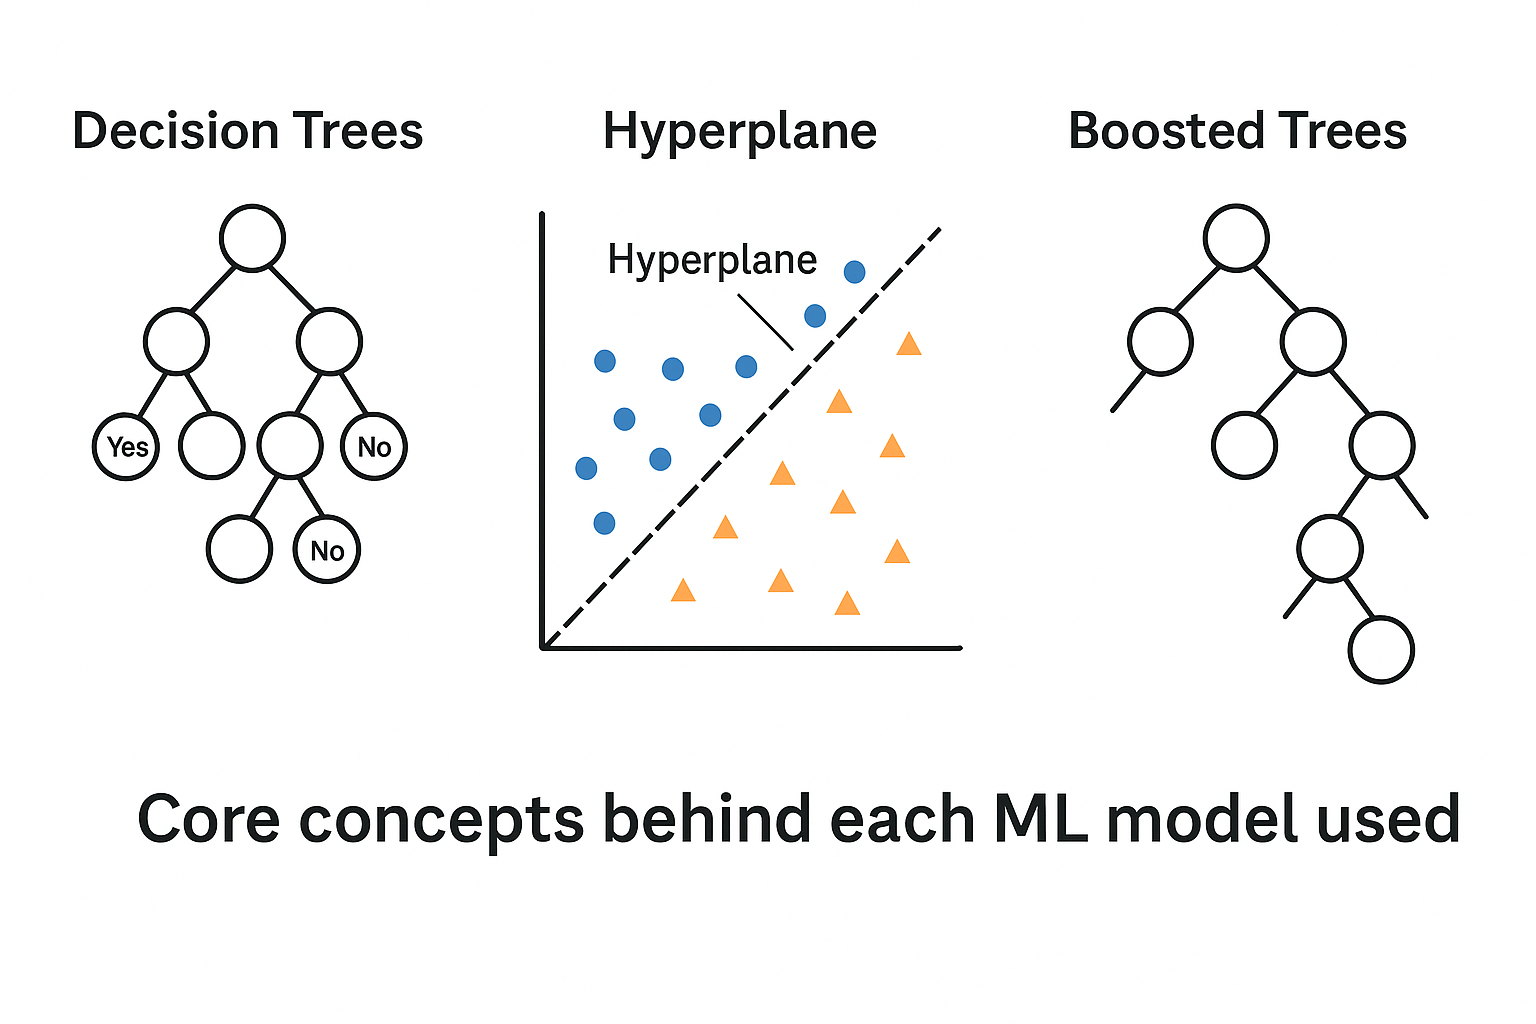 Decision Trees
Yes
No
No
Hyperplane
Hyperplane
Boosted Trees
Core concepts behind each ML model used